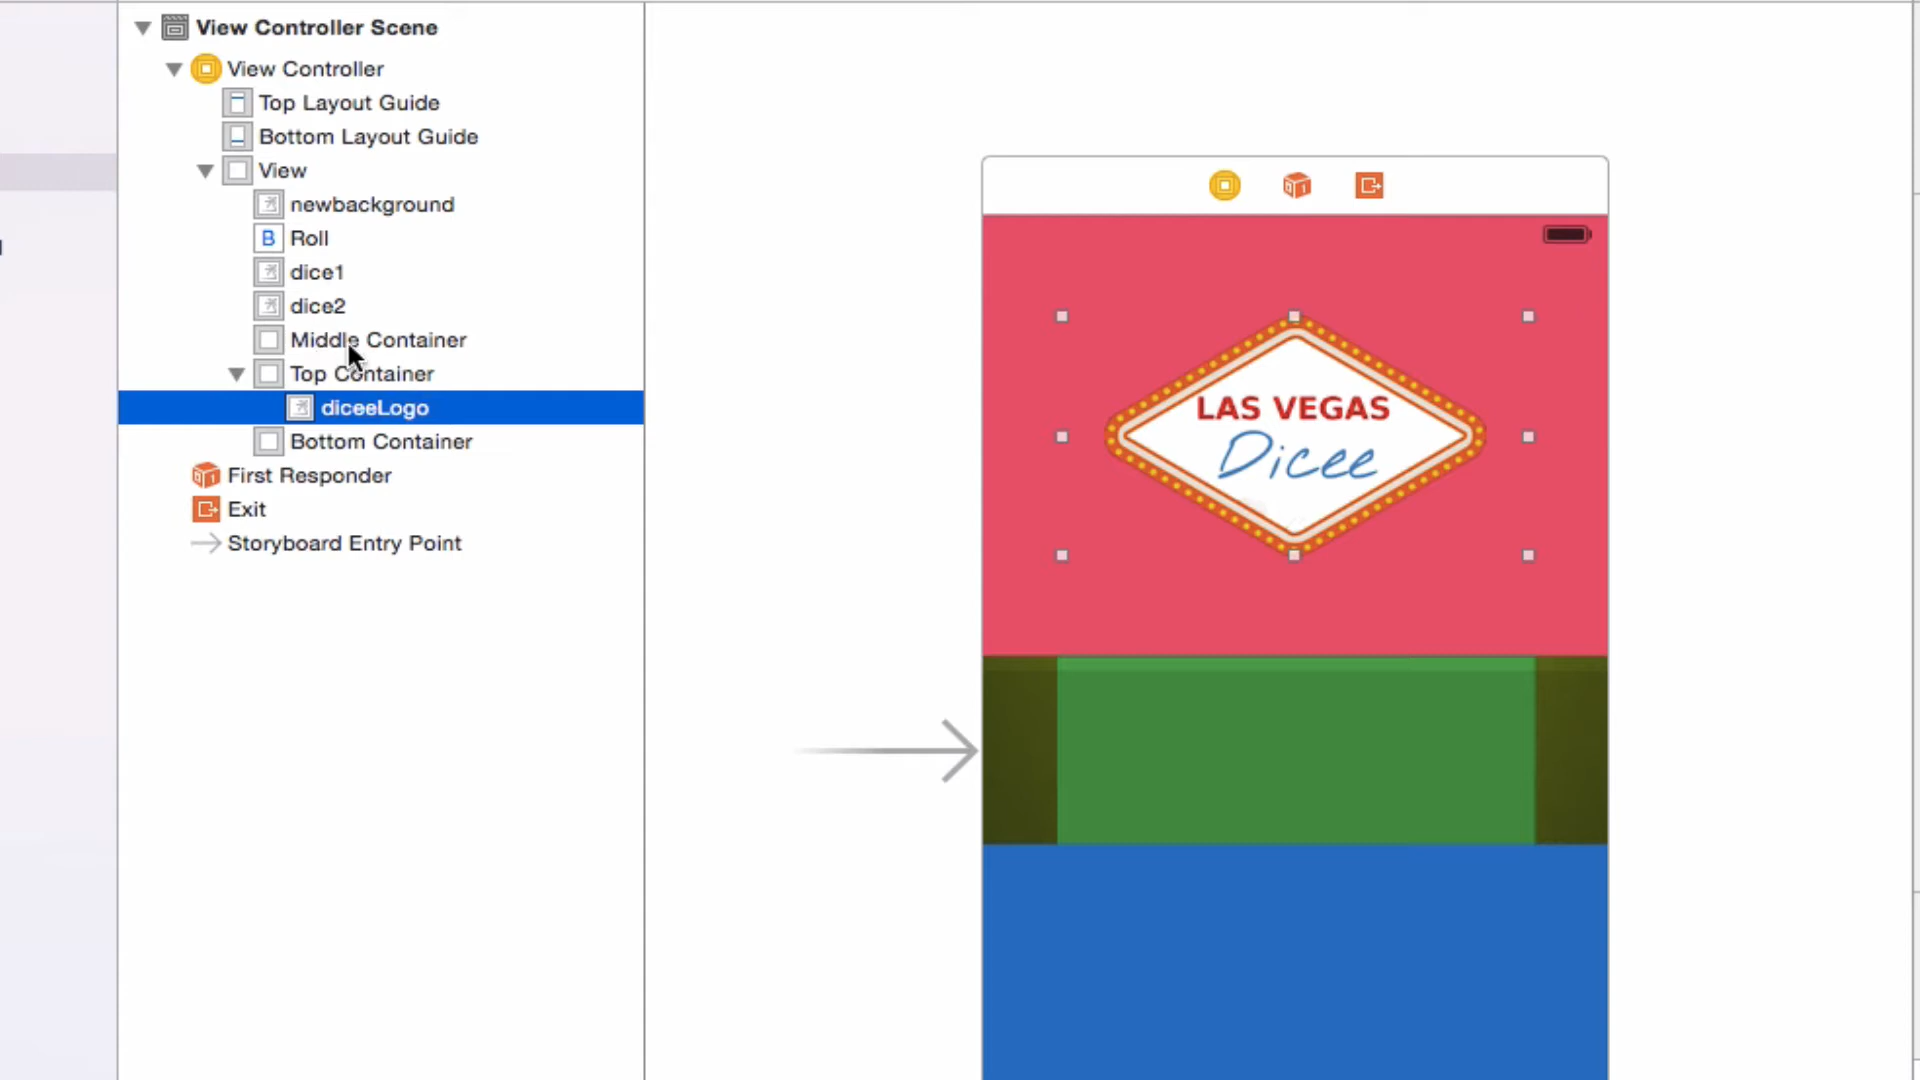 View Controller Scene
View Controller
Top Layout Guide
Bottom Layout Guide
View
newbackground
B Roll
dice1
dice2
Middle Container
Top Container
diceeLogo
Bottom Container
First Responder
Exit
Storyboard Entry Point
LAS VEGAS
Dicee